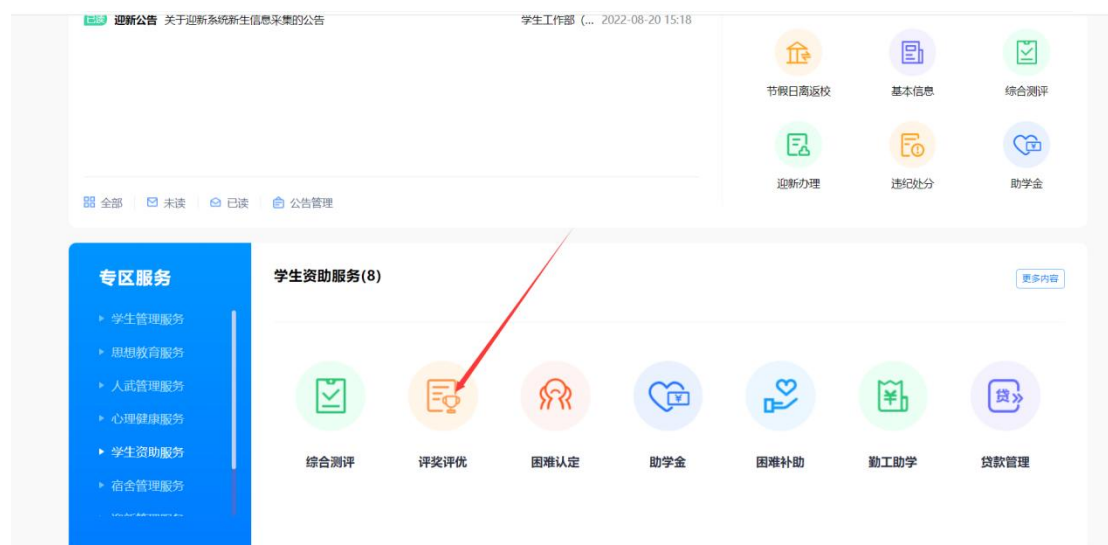 已读 迎新公告 关于迎新系统新生信息采集的公告 学生工作部 (... 2022-08-20 15:18
节假日离返校 基本信息 综合测评
迎新办理 违纪处分 助学金
全部 未读 已读 公告管理
专区服务
学生管理服务
思想教育服务
人武管理服务
心理健康服务
学生资助服务
宿舍管理服务
学生资助服务(8) 更多内容
贷
综合测评 评奖评优 困难认定 助学金 困难补助 勤工助学 贷款管理